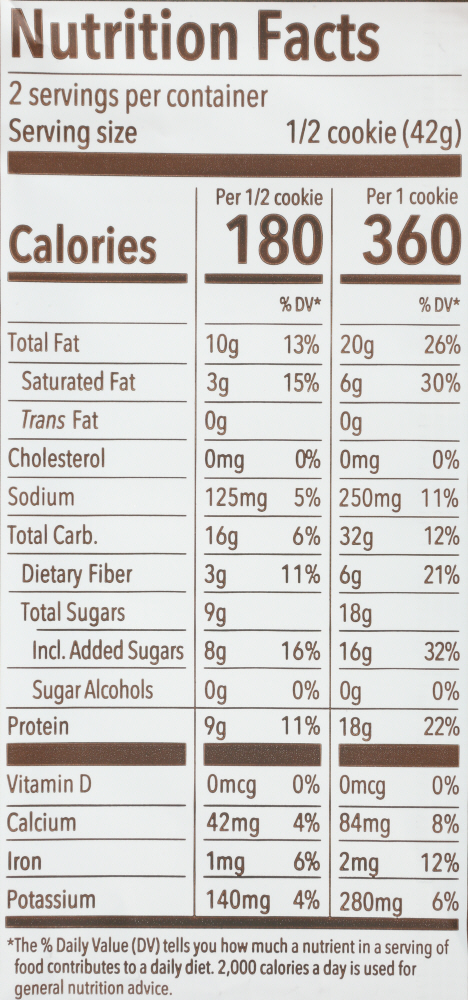 Nutrition Facts
2 servings per container
Serving size 1/2 cookie (42g)
Per 1/2 cookie Per 1 cookie
Calories 180 360
% DV* % DV*
Total Fat 10g 13% 20g 26%
Saturated Fat 3g 15% 6g 30%
Trans Fat 0g 0g
Cholesterol 0mg 0% 0mg 0%
Sodium 125mg 5% 250mg 11%
Total Carb. 16g 6% 32g 12%
Dietary Fiber 3g 11% 6g 21%
Total Sugars 9g 18g
Incl. Added Sugars 8g 16% 16g 32%
Sugar Alcohols 0g 0% 0g 0%
Protein 9g 11% 18g 22%
Vitamin D 0mcg 0% 0mcg 0%
Calcium 42mg 4% 84mg 8%
Iron 1mg 6% 2mg 12%
Potassium 140mg 4% 280mg 6%
*The % Daily Value (DV) tells you how much a nutrient in a serving of
food contributes to a daily diet. 2,000 calories a day is used for
general nutrition advice.